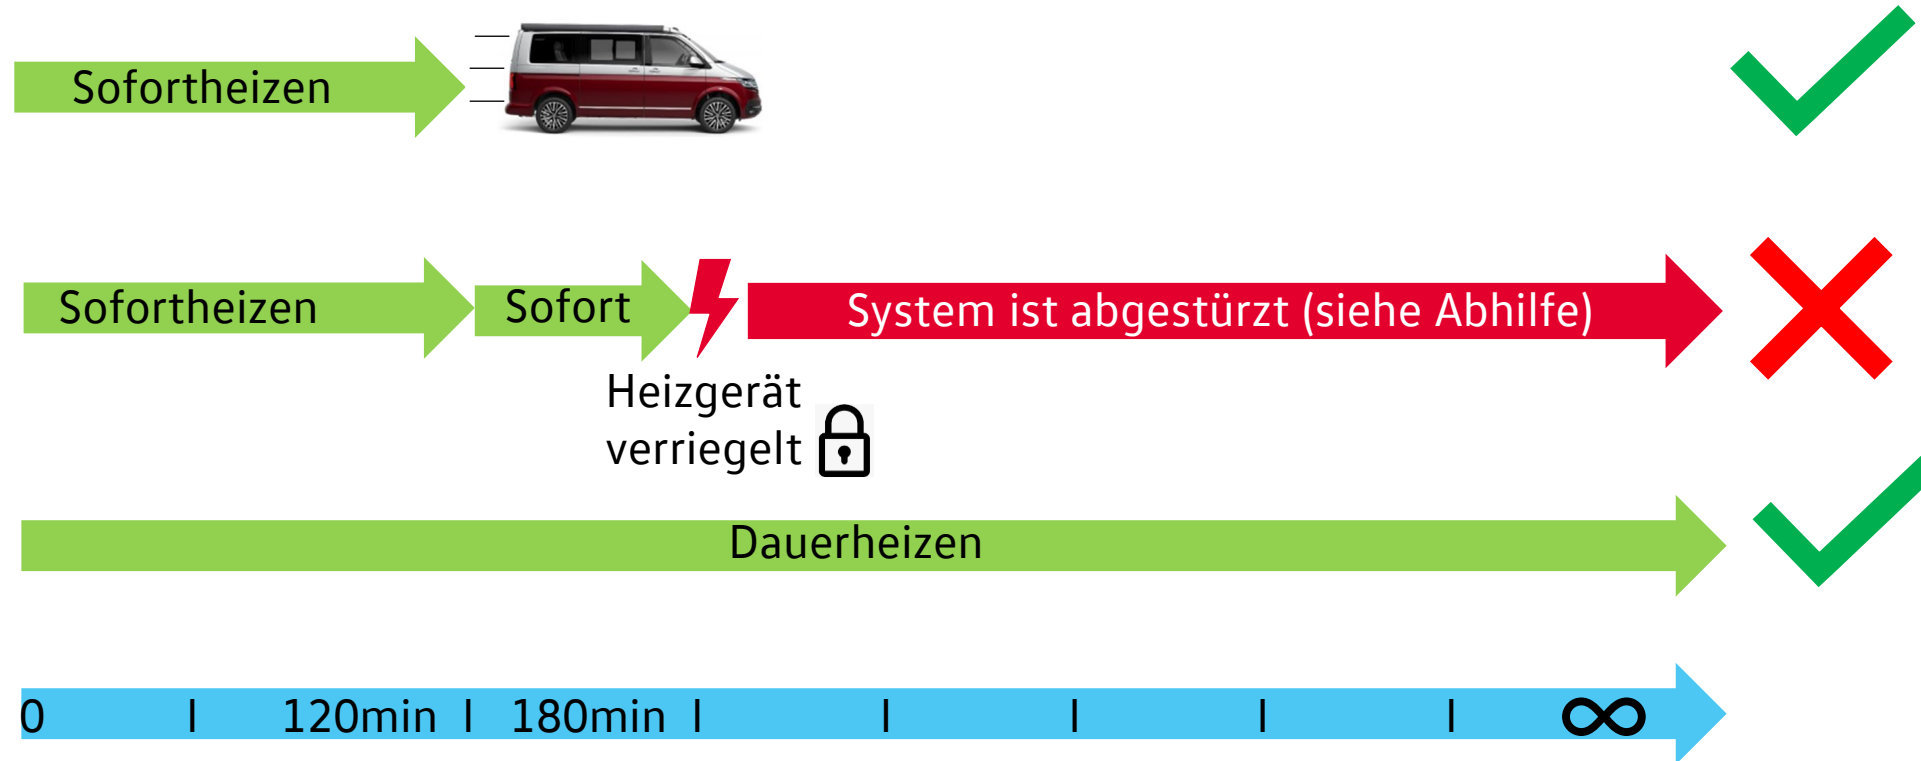 Sofortheizen
Sofortheizen
Sofort
System ist abgestürzt (siehe Abhilfe)
Heizgerät
verriegelt
Dauerheizen
0 I 120min I 180min I I I I I ∞